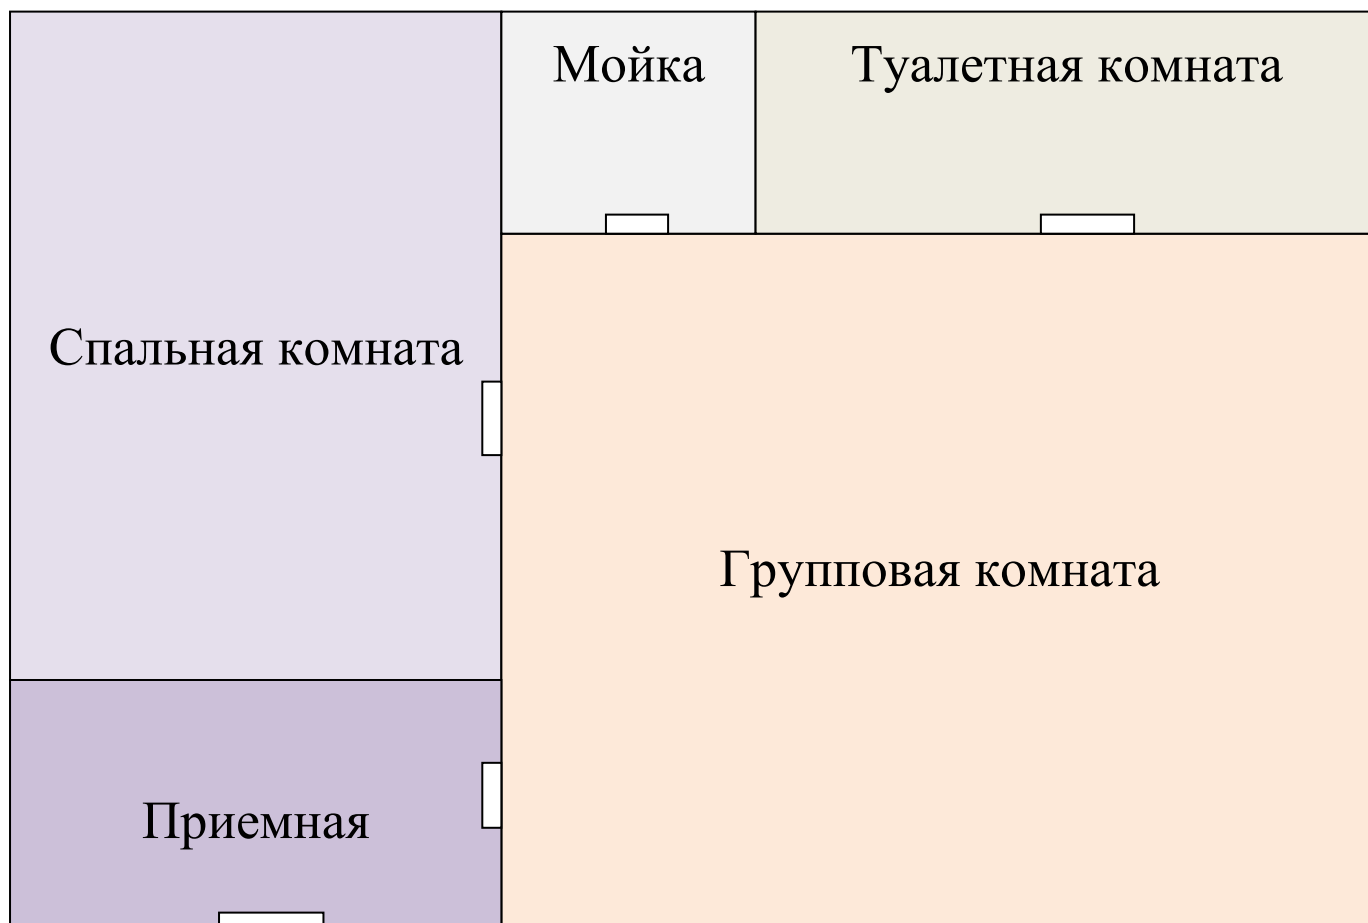 Мойка
Туалетная комната
Спальная комната
Групповая комната
Приемная